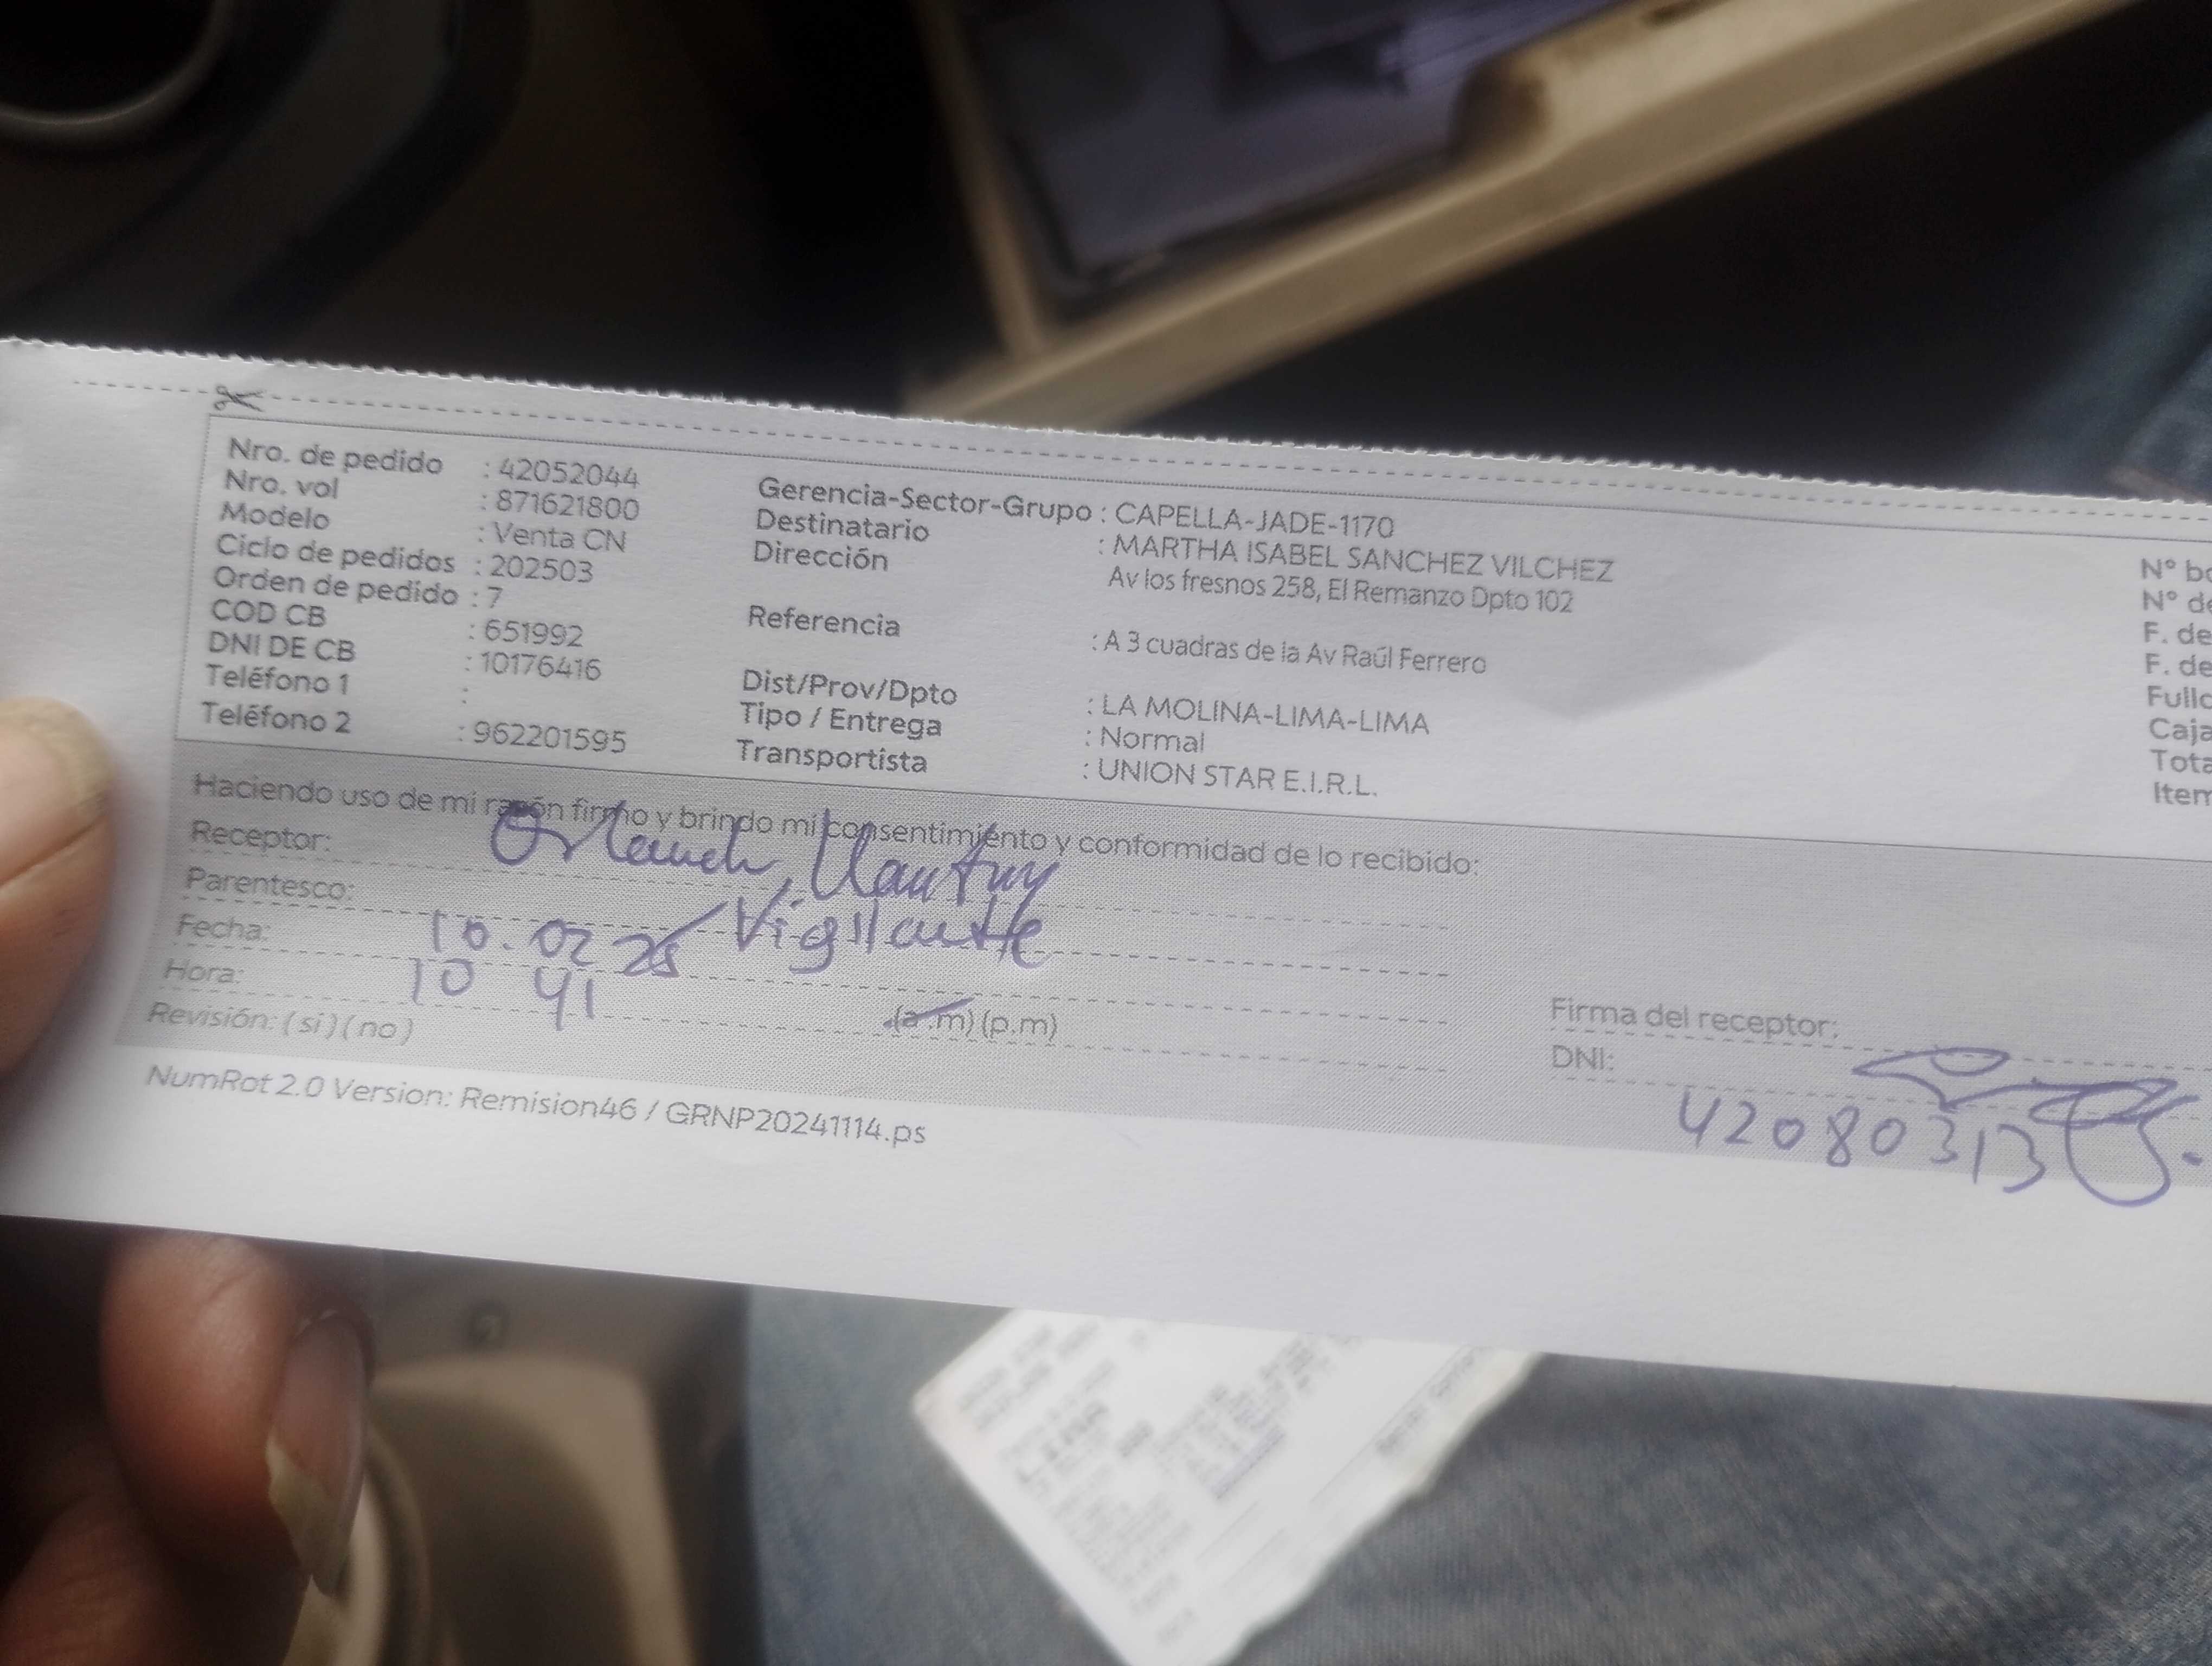 Nro. de pedido : 42052044
Nro. vol : 871621800
Modelo : Venta CN
Ciclo de pedidos : 202503
Orden de pedido : 7
COD CB : 651992
DNI DE CB : 10176416
Teléfono 1 :
Teléfono 2 : 962201595
Gerencia-Sector-Grupo : CAPELLA-JADE-1170
Destinatario : MARTHA ISABEL SANCHEZ VILCHEZ
Dirección Av los fresnos 258, El Remanzo Dpto 102
Referencia : A 3 cuadras de la Av Raúl Ferrero
Dist/Prov/Dpto : LA MOLINA-LIMA-LIMA
Tipo / Entrega : Normal
Transportista : UNION STAR E.I.R.L.
N°
N° de
F. de
F. de
Caja
Item
Haciendo uso de mi razón firmo y brindo mi consentimiento y conformidad de lo recibido:
Receptor:
Parentesco: Vigilante
Fecha: 10.02 25
Hora: 10 41 (a.m) (p.m)
Revisión: ( si ) ( no )
Firma del receptor:
DNI: 42080313
NumRot 2.0 Version: Remision46 / GRNP20241114.ps